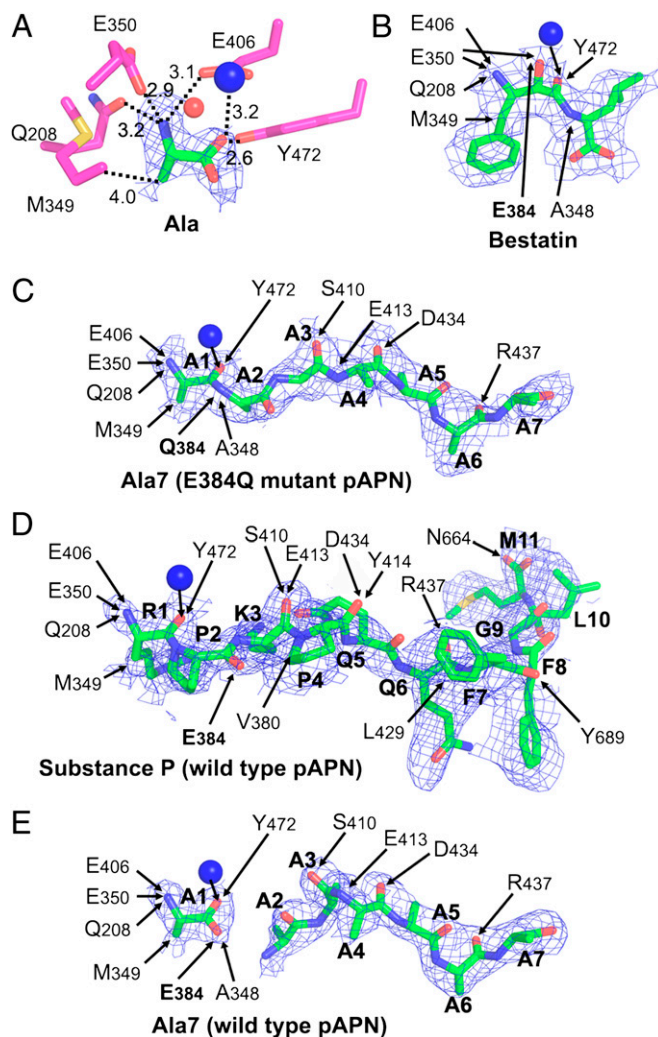 A
E350
E406
3.1
2.9
3.2
3.2
2.6
Q208
Y472
M349
4.0
Ala
B
E406
E350
Q208
M349
Y472
E384
A348
Bestatin
C
Y472
S410
E413
D434
E406
E350
Q208
M349
A1
A2
A3
A4
A5
A6
A7
R437
Q384
A348
Ala7 (E384Q mutant pAPN)
D
E406
E350
Q208
M349
Y472
R1
P2
K3
S410
E413
D434
Y414
P4
Q5
Q6
R437
N664
M11
G9
L10
F8
F7
E384
V380
L429
Y689
Substance P (wild type pAPN)
E
Y472
S410
E413
D434
E406
E350
Q208
M349
A1
A2
A3
A4
A5
A6
A7
R437
E384
A348
Ala7 (wild type pAPN)